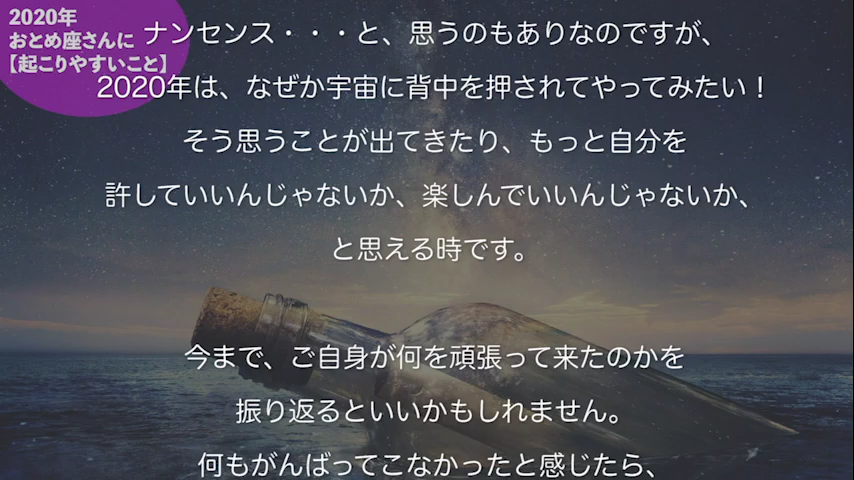 2020年
おとめ座さんに
【起こりやすいこと】
ナンセンス・・・と、思うのもありなのですが、
2020年は、なぜか宇宙に背中を押されてやってみたい！
そう思うことが出てきたり、もっと自分を
許していいんじゃないか、楽しんでいいんじゃないか、
と思える時です。
今まで、ご自身が何を頑張って来たのかを
振り返るといいかもしれません。
何もがんばってこなかったと感じたら、